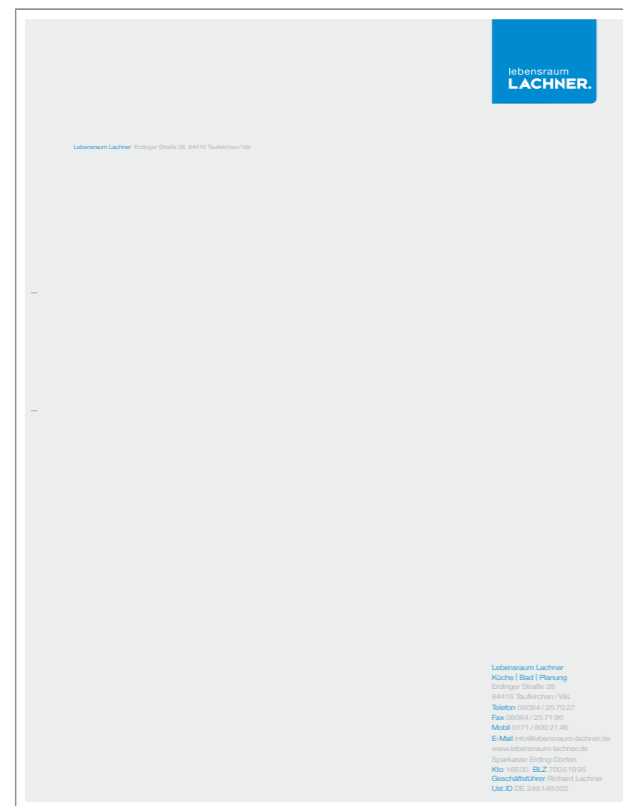 lebensraum
LACHNER.
Lebensraum Lachner Erdinger Straße 28 84416 Taufkirchen/Vils
Lebensraum Lachner
Küche | Bad | Planung
Erdinger Straße 28
84416 Taufkirchen/Vils
Telefon 08084/257027
Fax 08084/257198
Mobil 0171/8002146
E-Mail info@lebensraum-lachner.de
www.lebensraum-lachner.de
Sparkasse Erding-Dorfen
Kto 18600 BLZ 70051995
Geschäftsführer Richard Lachner
Ust.ID DE 249146002